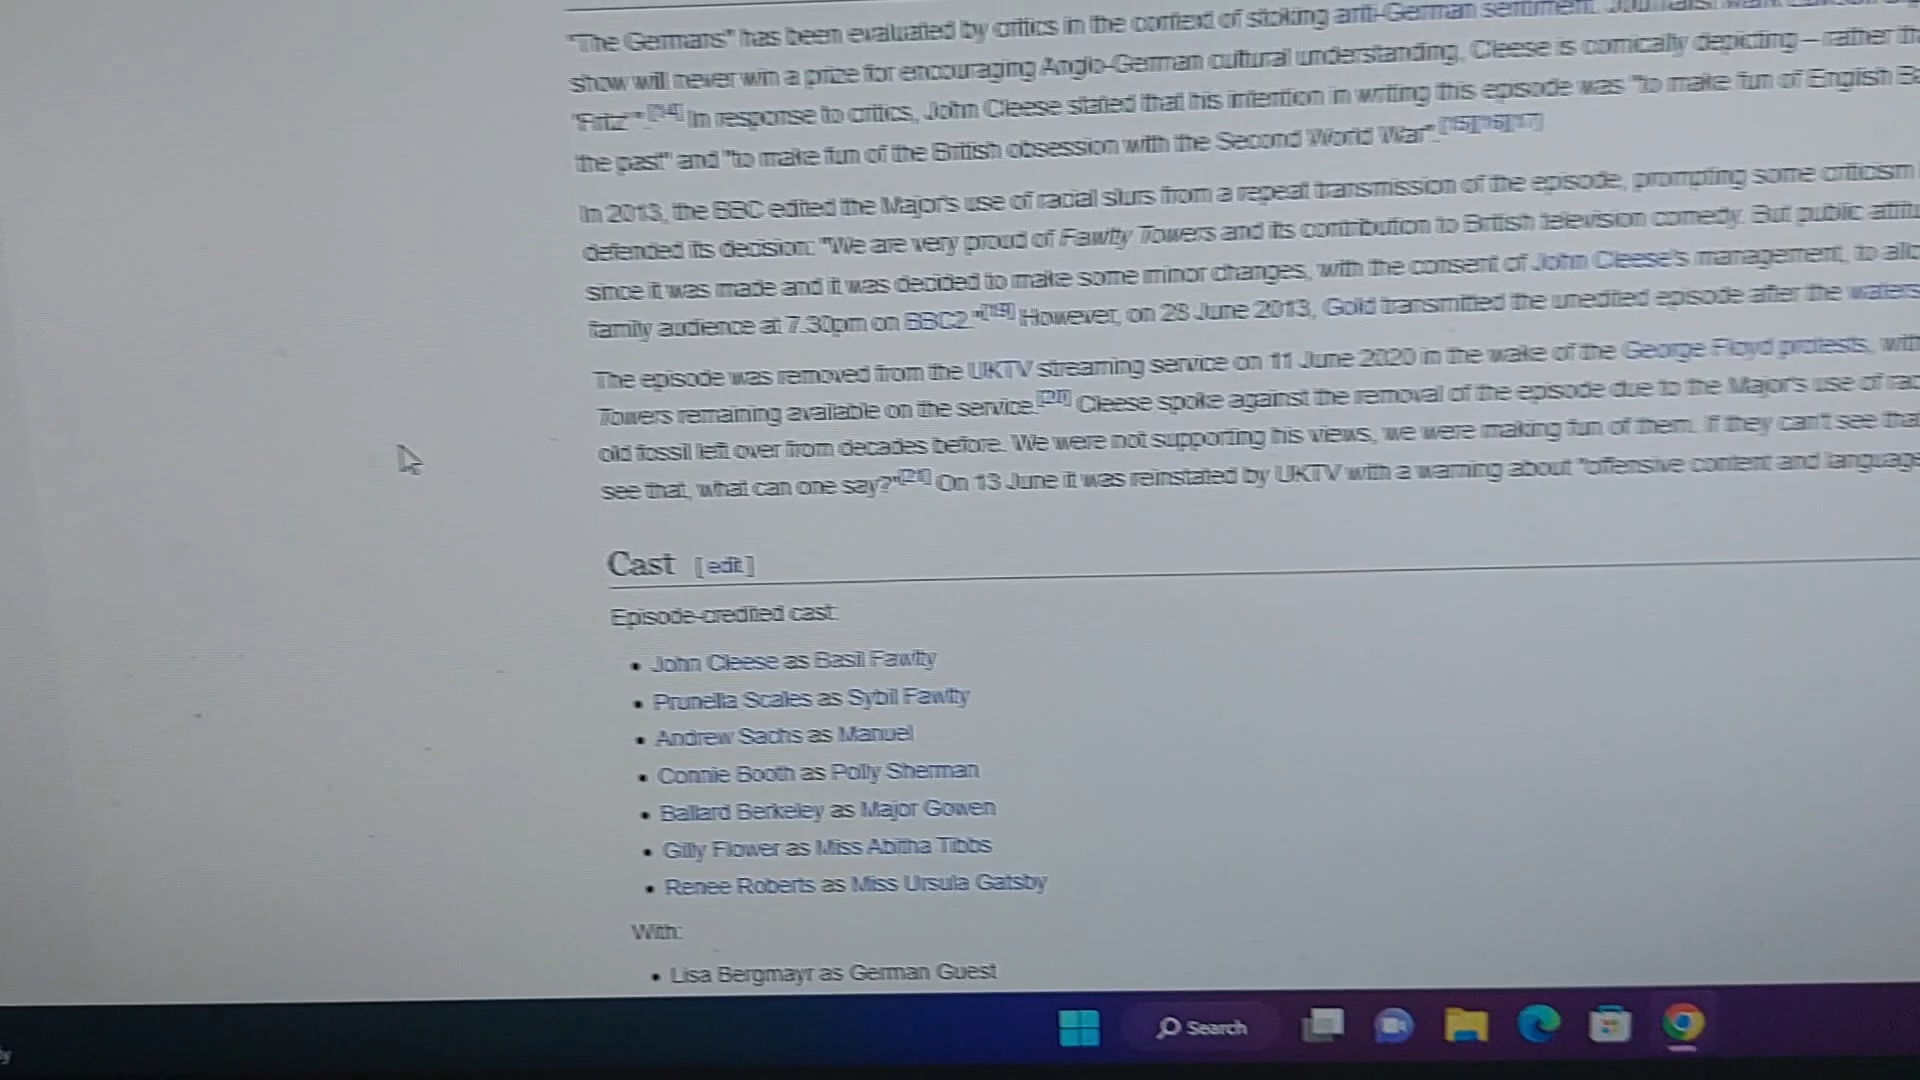 "The Germans" has been evaluated by critics in the context of stoking anti-German sentiment. Journalist Mark
show will never win a prize for encouraging Anglo-German cultural understanding, Cleese is comically depicting – rather
'Fritz'".[14] In response to critics, John Cleese stated that his intention in writing this episode was "to make fun of English
the past" and "to make fun of the British obsession with the Second World War".[15][16][17]
In 2013, the BBC edited the Major's use of racial slurs from a repeat transmission of the episode, prompting some criticism
defended its decision: "We are very proud of Fawlty Towers and its contribution to British television comedy. But public
since it was made and it was decided to make some minor changes, with the consent of John Cleese's management, to
family audience at 7.30pm on BBC2."[19] However, on 28 June 2013, Gold transmitted the unedited episode after the
The episode was removed from the UKTV streaming service on 11 June 2020 in the wake of the George Floyd protests,
Towers remaining available on the service. Cleese spoke against the removal of the episode due to the Major's use of
old fossil left over from decades before. We were not supporting his views, we were making fun of them. If they can't see
see that, what can one say?"[21] On 13 June it was reinstated by UKTV with a warning about "offensive content and language
Cast [edit]
Episode-credited cast:
• John Cleese as Basil Fawlty
• Prunella Scales as Sybil Fawlty
• Andrew Sachs as Manuel
• Connie Booth as Polly Sherman
• Ballard Berkeley as Major Gowen
• Gilly Flower as Miss Abitha Tibbs
• Renee Roberts as Miss Ursula Gatsby
With:
• Lisa Bergmayr as German Guest
Search